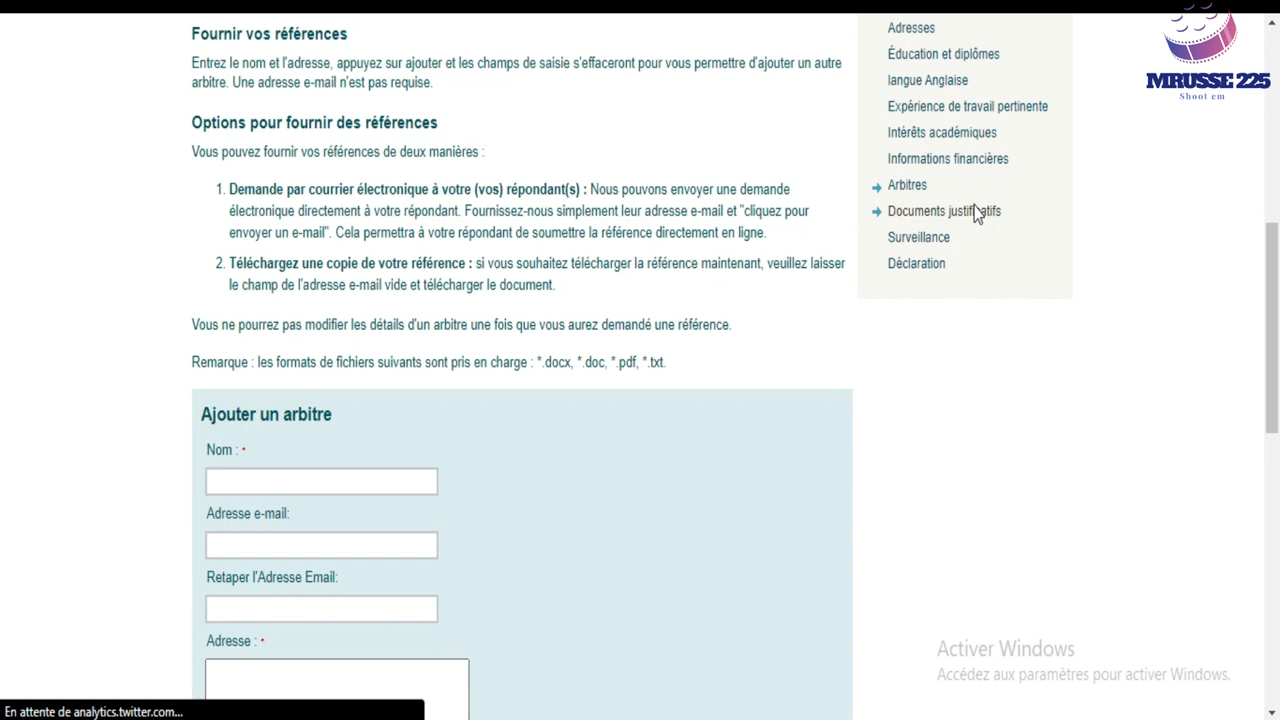 Fournir vos références
Entrez le nom et l'adresse, appuyez sur ajouter et les champs de saisie s'effaceront pour vous permettre d'ajouter un autre
arbitre. Une adresse e-mail n'est pas requise.
Options pour fournir des références
Vous pouvez fournir vos références de deux manières :
1. Demande par courrier électronique à votre (vos) répondant(s) : Nous pouvons envoyer une demande
électronique directement à votre répondant. Fournissez-nous simplement leur adresse e-mail et "cliquez pour
envoyer un e-mail". Cela permettra à votre répondant de soumettre la référence directement en ligne.
2. Téléchargez une copie de votre référence : si vous souhaitez télécharger la référence maintenant, veuillez laisser
le champ de l'adresse e-mail vide et télécharger le document.
Vous ne pourrez pas modifier les détails d'un arbitre une fois que vous aurez demandé une référence.
Remarque : les formats de fichiers suivants sont pris en charge : *.docx, *.doc, *.pdf, *.txt.
Ajouter un arbitre
Nom : *
Adresse e-mail:
Retaper l'Adresse Email:
Adresse : *
En attente de analytics.twitter.com...
Adresses
Éducation et diplômes
langue Anglaise
Expérience de travail pertinente
Intérêts académiques
Informations financières
Arbitres
Documents justificatifs
Surveillance
Déclaration
MRUSSE 225
Shoot em
Activer Windows
Accédez aux paramètres pour activer Windows.